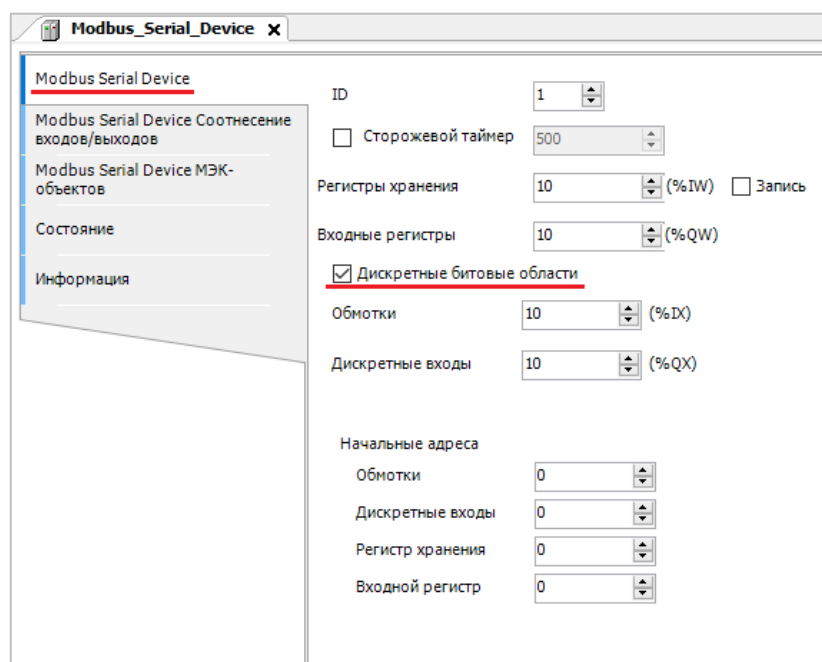 Modbus_Serial_Device x
Modbus Serial Device
Modbus Serial Device Соотнесение
входов/выходов
Modbus Serial Device МЭК-
объектов
Состояние
Информация
ID 1
Сторожевой таймер 500
Регистры хранения 10 (%IW) Запись
Входные регистры 10 (%QW)
Дискретные битовые области
Обмотки 10 (%IX)
Дискретные входы 10 (%QX)
Начальные адреса
Обмотки 0
Дискретные входы 0
Регистр хранения 0
Входной регистр 0